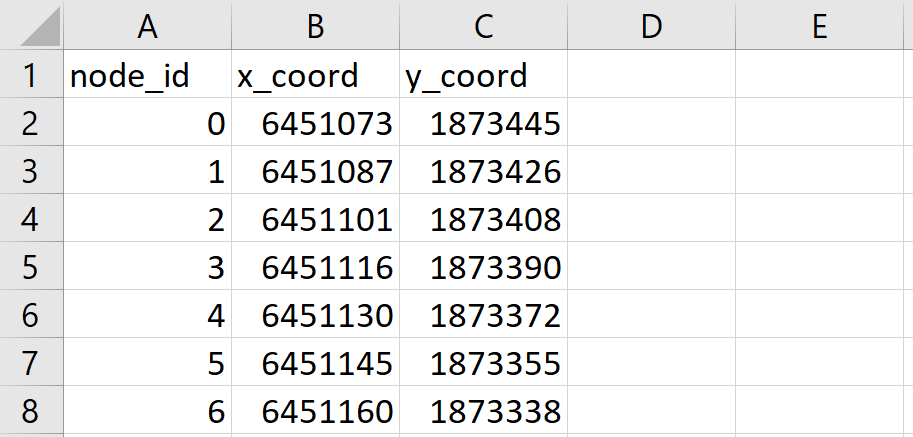 A B C D E
1 node_id x_coord y_coord
2 0 6451073 1873445
3 1 6451087 1873426
4 2 6451101 1873408
5 3 6451116 1873390
6 4 6451130 1873372
7 5 6451145 1873355
8 6 6451160 1873338